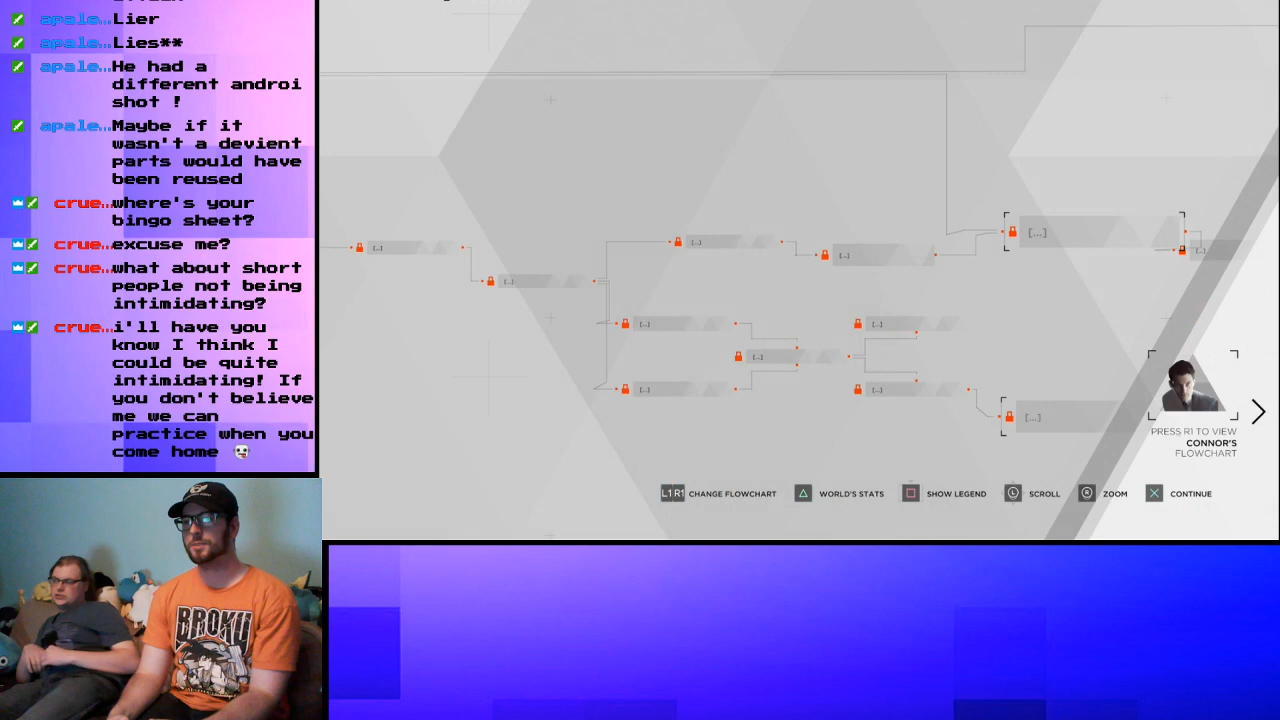 apale…Lier
apale…Lies**
apale…He had a
different androi
shot !
apale…Maybe if it
wasn't a devient
parts would have
been reused
crue…where's your
bingo sheet?
crue…excuse me?
crue…what about short
people not being
intimidating?
crue…i'll have you
know I think I
could be quite
intimidating! If
you don't believe
me we can
practice when you
come home
[...]
[...]
[...]
[...]
[...]
[...]
[...]
[...]
[...]
[...]
[...]
[...]
PRESS R1 TO VIEW
CONNOR'S
FLOWCHART
L1 R1 CHANGE FLOWCHART
WORLD'S STATS
SHOW LEGEND
L SCROLL
R ZOOM
CONTINUE
BROKU